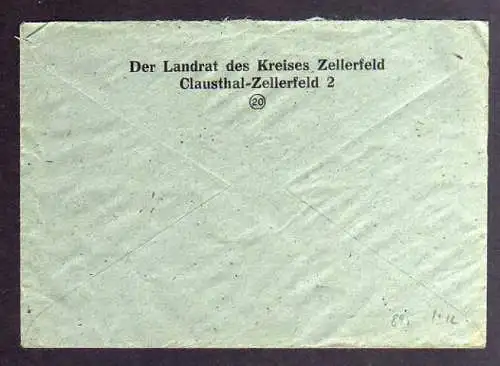 Der Landrat des Kreises Zellerfeld
Clausthal-Zellerfeld 2
20